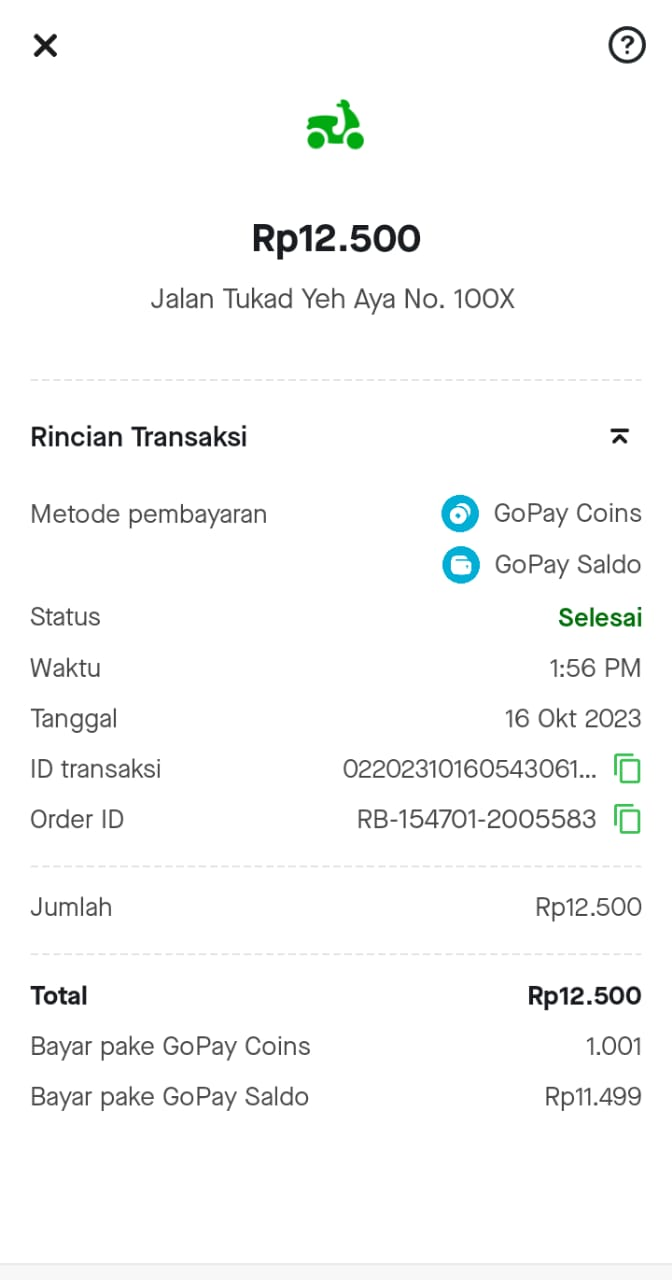 Rp12.500
Jalan Tukad Yeh Aya No. 100X
Rincian Transaksi
Metode pembayaran GoPay Coins
GoPay Saldo
Status Selesai
Waktu 1:56 PM
Tanggal 16 Okt 2023
ID transaksi 02202310160543061...
Order ID RB-154701-2005583
Jumlah Rp12.500
Total Rp12.500
Bayar pake GoPay Coins 1.001
Bayar pake GoPay Saldo Rp11.499